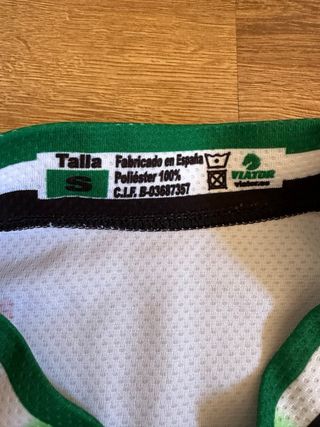 Talla
S
Fabricado en España
Poliéster 100%
C.I.F. B-03687357
VIATOR